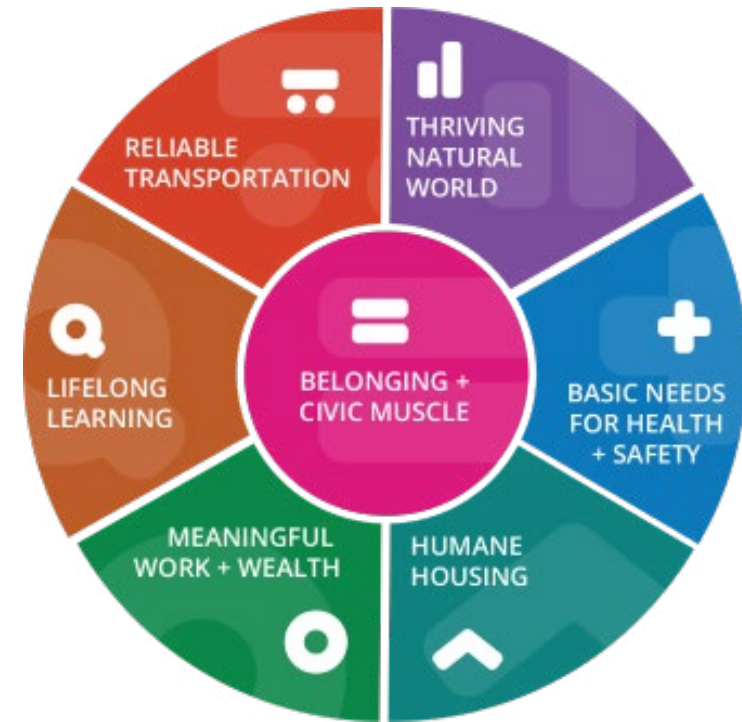 THRIVING
NATURAL
WORLD
BASIC NEEDS
FOR HEALTH
+ SAFETY
HUMANE
HOUSING
MEANINGFUL
WORK + WEALTH
LIFELONG
LEARNING
RELIABLE
TRANSPORTATION
BELONGING +
CIVIC MUSCLE